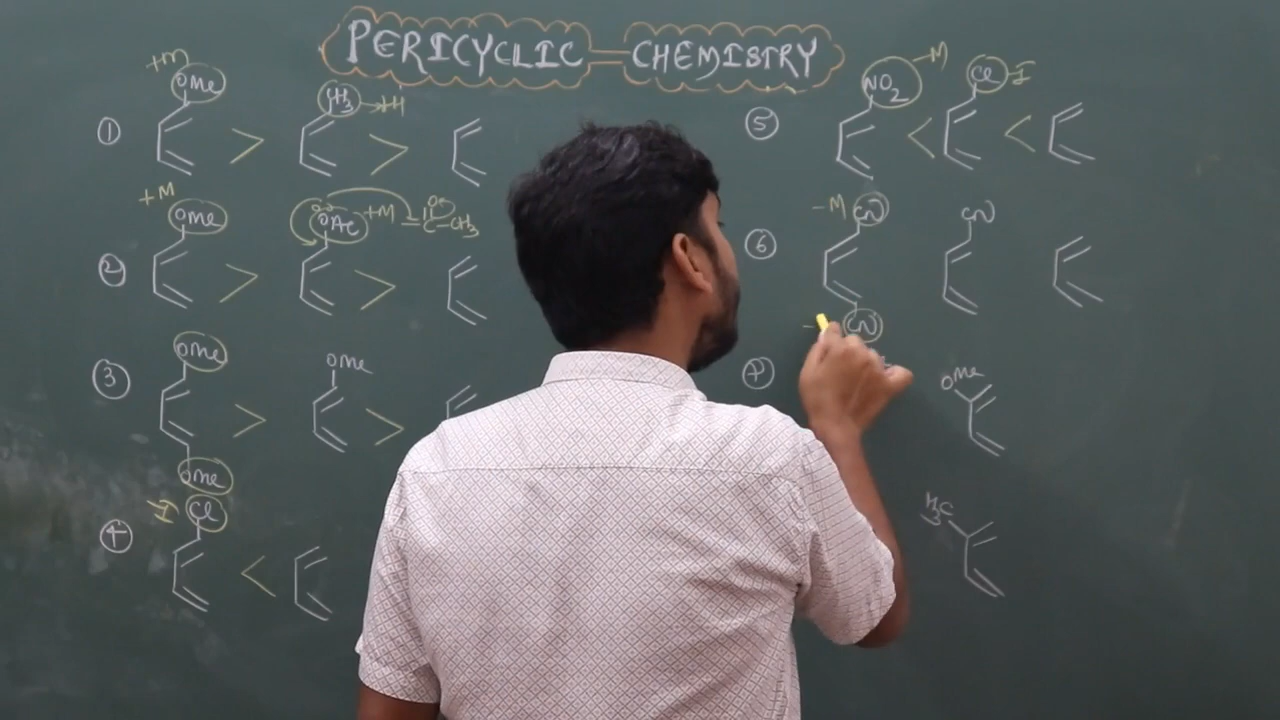 PERICYCLIC CHEMISTRY
① +M OMe > CH3 → +H >
② +M OMe > OAc +M = O C-CH3 >
③ OMe OMe > OMe >
④ -I Cl <
⑤ NO2 -M < Cl -I <
⑥ -M CN CN CN
⑦ OMe
H3C